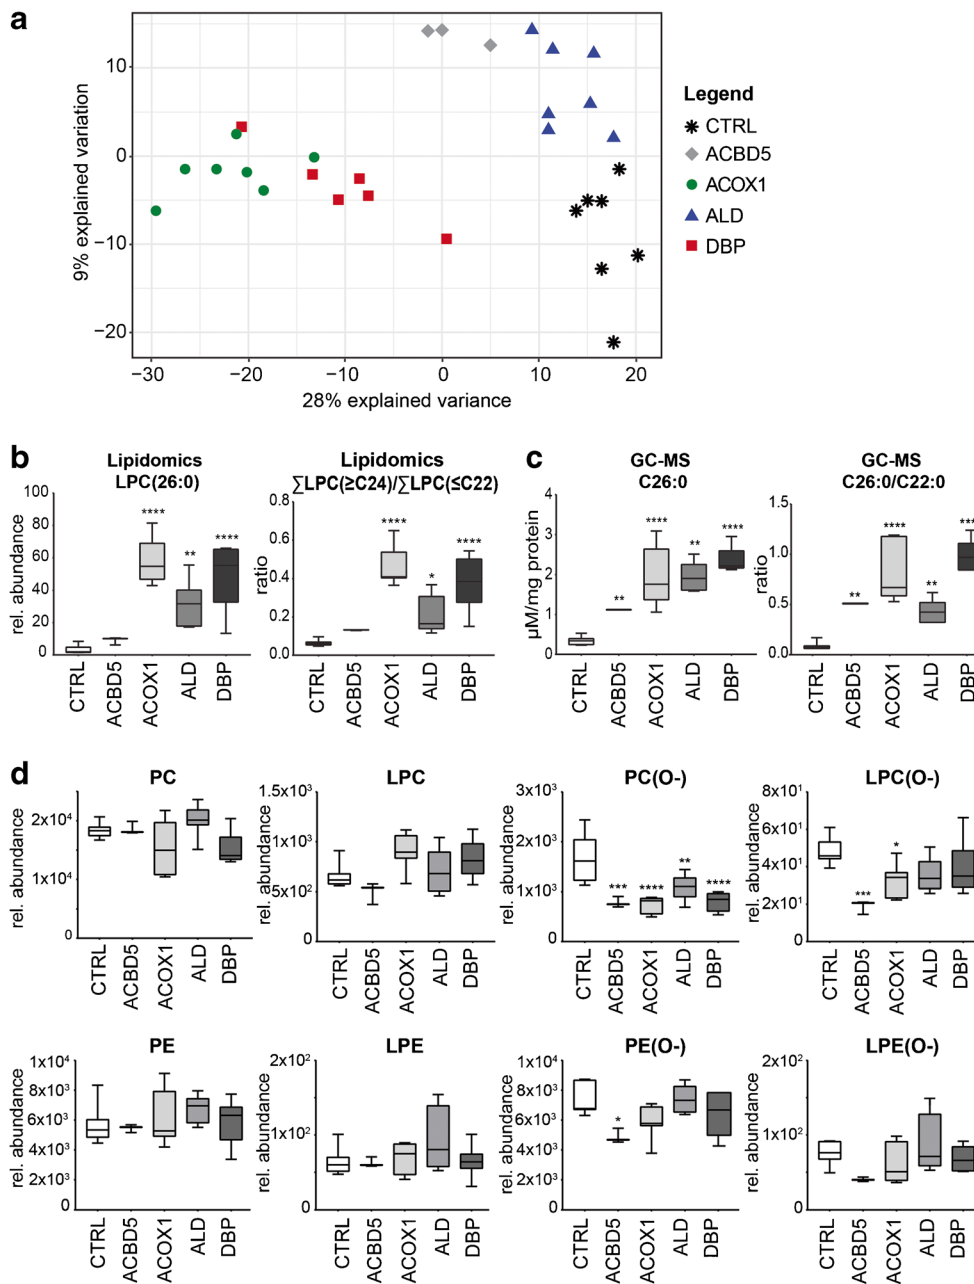 a
9% explained variation
10
0
−10
−20
−30
−20
−10
0
10
20
28% explained variance
Legend
CTRL
ACBD5
ACOX1
ALD
DBP
b
Lipidomics
LPC(26:0)
rel. abundance
100
80
60
40
20
0
****
**
****
CTRL
ACBD5
ACOX1
ALD
DBP
Lipidomics
∑LPC(≥C24)/∑LPC(≤C22)
ratio
0.8
0.6
0.4
0.2
0.0
****
*
****
CTRL
ACBD5
ACOX1
ALD
DBP
c
GC-MS
C26:0
µM/mg protein
4
3
2
1
0
**
****
**
****
CTRL
ACBD5
ACOX1
ALD
DBP
GC-MS
C26:0/C22:0
ratio
1.5
1.0
0.5
0.0
**
****
**
***
CTRL
ACBD5
ACOX1
ALD
DBP
d
PC
rel. abundance
2x10⁴
1x10⁴
0
CTRL
ACBD5
ACOX1
ALD
DBP
LPC
rel. abundance
1.5x10³
1x10³
5x10²
0
CTRL
ACBD5
ACOX1
ALD
DBP
PC(O-)
rel. abundance
3x10³
2x10³
1x10³
0
***
****
**
****
CTRL
ACBD5
ACOX1
ALD
DBP
LPC(O-)
rel. abundance
8x10¹
6x10¹
4x10¹
2x10¹
0
***
*
CTRL
ACBD5
ACOX1
ALD
DBP
PE
rel. abundance
1x10⁴
8x10³
6x10³
4x10³
2x10³
0
CTRL
ACBD5
ACOX1
ALD
DBP
LPE
rel. abundance
2x10²
1x10²
0
CTRL
ACBD5
ACOX1
ALD
DBP
PE(O-)
rel. abundance
1x10⁴
8x10³
6x10³
4x10³
2x10³
0
*
CTRL
ACBD5
ACOX1
ALD
DBP
LPE(O-)
rel. abundance
2x10²
1x10²
0
CTRL
ACBD5
ACOX1
ALD
DBP